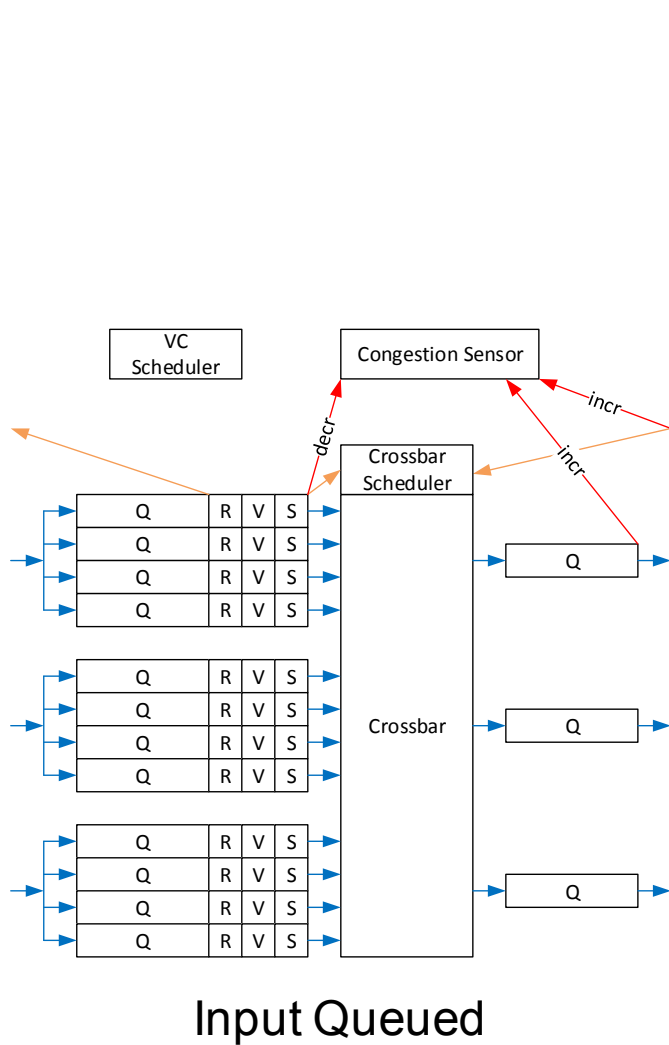 VC
Scheduler
Congestion Sensor
incr
decr
incr
Crossbar
Scheduler
Q R V S
Q R V S
Q
Q R V S
Q R V S
Q R V S
Q R V S
Crossbar
Q
Q R V S
Q R V S
Q R V S
Q R V S
Q
Q R V S
Q R V S
Input Queued